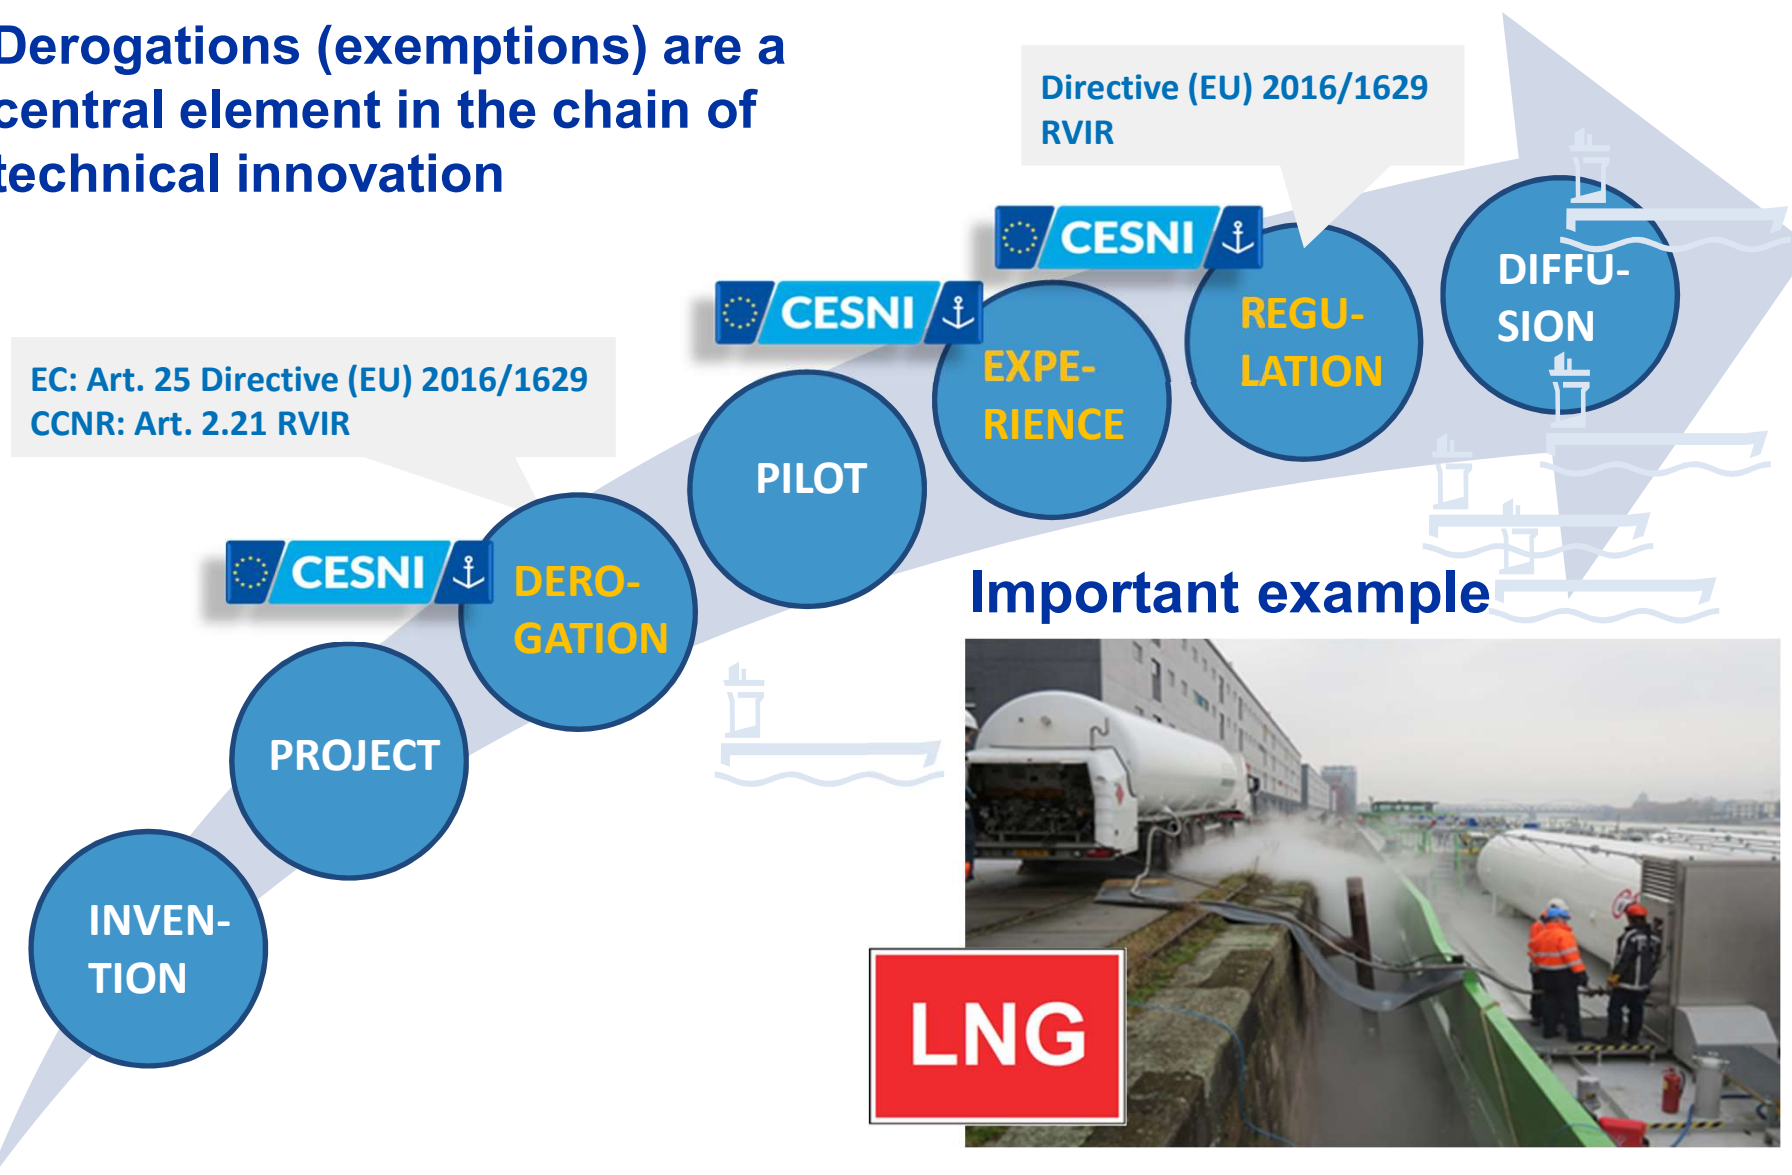 Derogations (exemptions) are a
central element in the chain of
technical innovation
Directive (EU) 2016/1629
RVIR
CESNI
CESNI
EC: Art. 25 Directive (EU) 2016/1629
CCNR: Art. 2.21 RVIR
CESNI
INVEN-
TION
PROJECT
DERO-
GATION
PILOT
EXPE-
RIENCE
REGU-
LATION
DIFFU-
SION
Important example
LNG